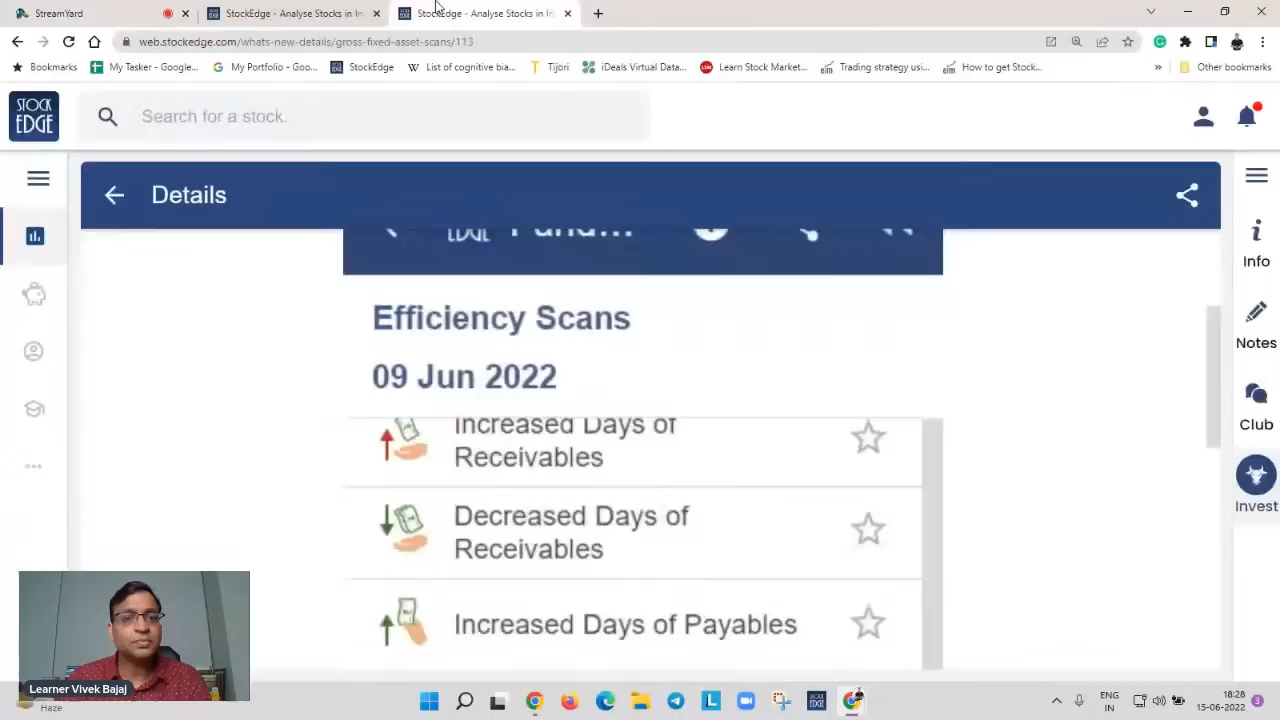 StreamYard
StockEdge - Analyse Stocks in In
StockEdge - Analyse Stocks in In
web.stockedge.com/whats-new-details/gross-fixed-asset-scans/113
Bookmarks
My Tasker - Google...
My Portfolio - Goo...
StockEdge
List of cognitive bia...
Tijori
iDeals Virtual Data...
Learn Stock Market...
Trading strategy usi...
How to get Stock...
»
Other bookmarks
STOCK
EDGE
Search for a stock.
Details
EDGE
Efficiency Scans
09 Jun 2022
Increased Days of
Receivables
Decreased Days of
Receivables
Increased Days of Payables
Info
Notes
Club
Invest
Learner Vivek Bajaj
Haze
ENG
IN
18:28
15-06-2022
3